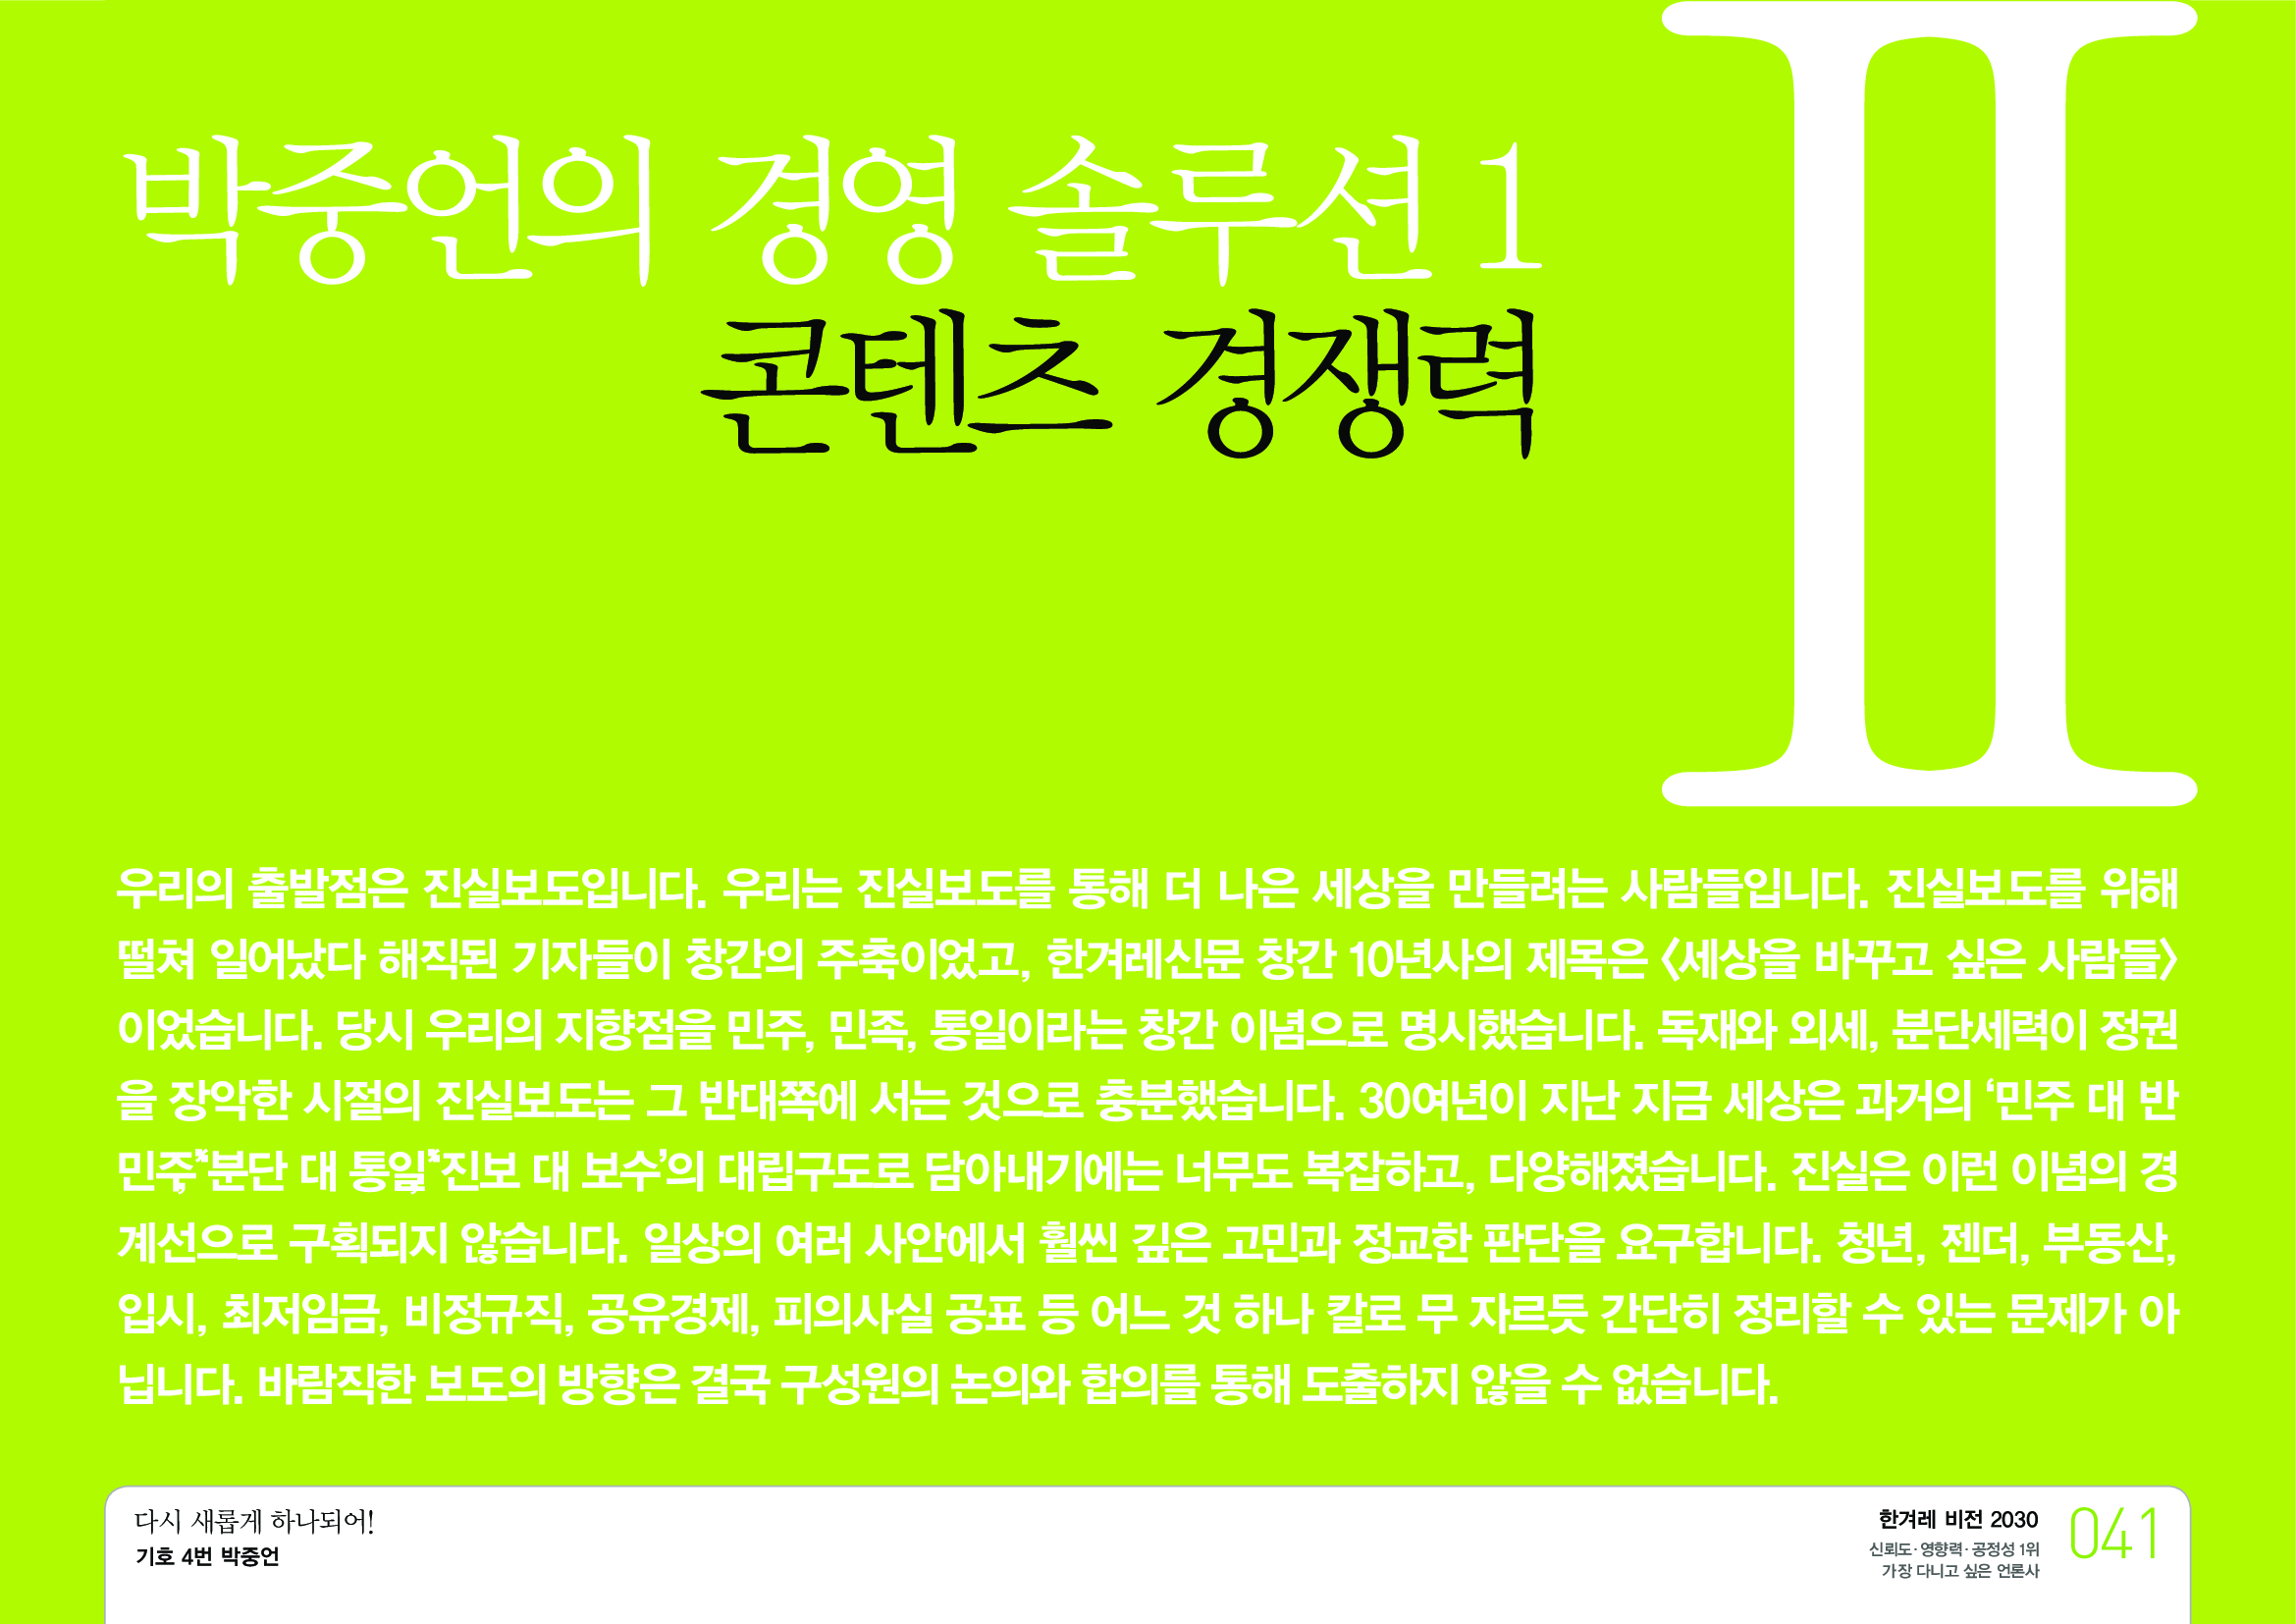 Ⅱ
박중언의 경영 솔루션 1
콘텐츠 경쟁력
우리의 출발점은 진실보도입니다. 우리는 진실보도를 통해 더 나은 세상을 만들려는 사람들입니다. 진실보도를 위해
떨쳐 일어났다 해직된 기자들이 창간의 주축이었고, 한겨레신문 창간 10년사의 제목은 〈세상을 바꾸고 싶은 사람들〉
이었습니다. 당시 우리의 지향점을 민주, 민족, 통일이라는 창간 이념으로 명시했습니다. 독재와 외세, 분단세력이 정권
을 장악한 시절의 진실보도는 그 반대쪽에 서는 것으로 충분했습니다. 30여년이 지난 지금 세상은 과거의 ‘민주 대 반
민주’, ‘분단 대 통일’, ‘진보 대 보수’의 대립구도로 담아내기에는 너무도 복잡하고, 다양해졌습니다. 진실은 이런 이념의 경
계선으로 구획되지 않습니다. 일상의 여러 사안에서 훨씬 깊은 고민과 정교한 판단을 요구합니다. 청년, 젠더, 부동산,
입시, 최저임금, 비정규직, 공유경제, 피의사실 공표 등 어느 것 하나 칼로 무 자르듯 간단히 정리할 수 있는 문제가 아
닙니다. 바람직한 보도의 방향은 결국 구성원의 논의와 합의를 통해 도출하지 않을 수 없습니다.
다시 새롭게 하나되어!
기호 4번 박중언
한겨레 비전 2030
신뢰도·영향력·공정성 1위
가장 다니고 싶은 언론사
041